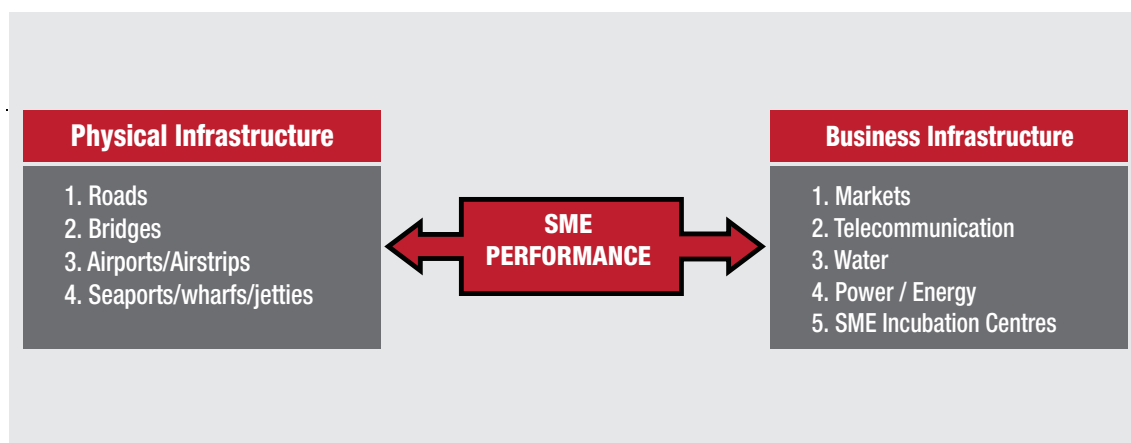 Physical Infrastructure
1. Roads
2. Bridges
3. Airports/Airstrips
4. Seaports/wharfs/jetties
SME
PERFORMANCE
Business Infrastructure
1. Markets
2. Telecommunication
3. Water
4. Power / Energy
5. SME Incubation Centres